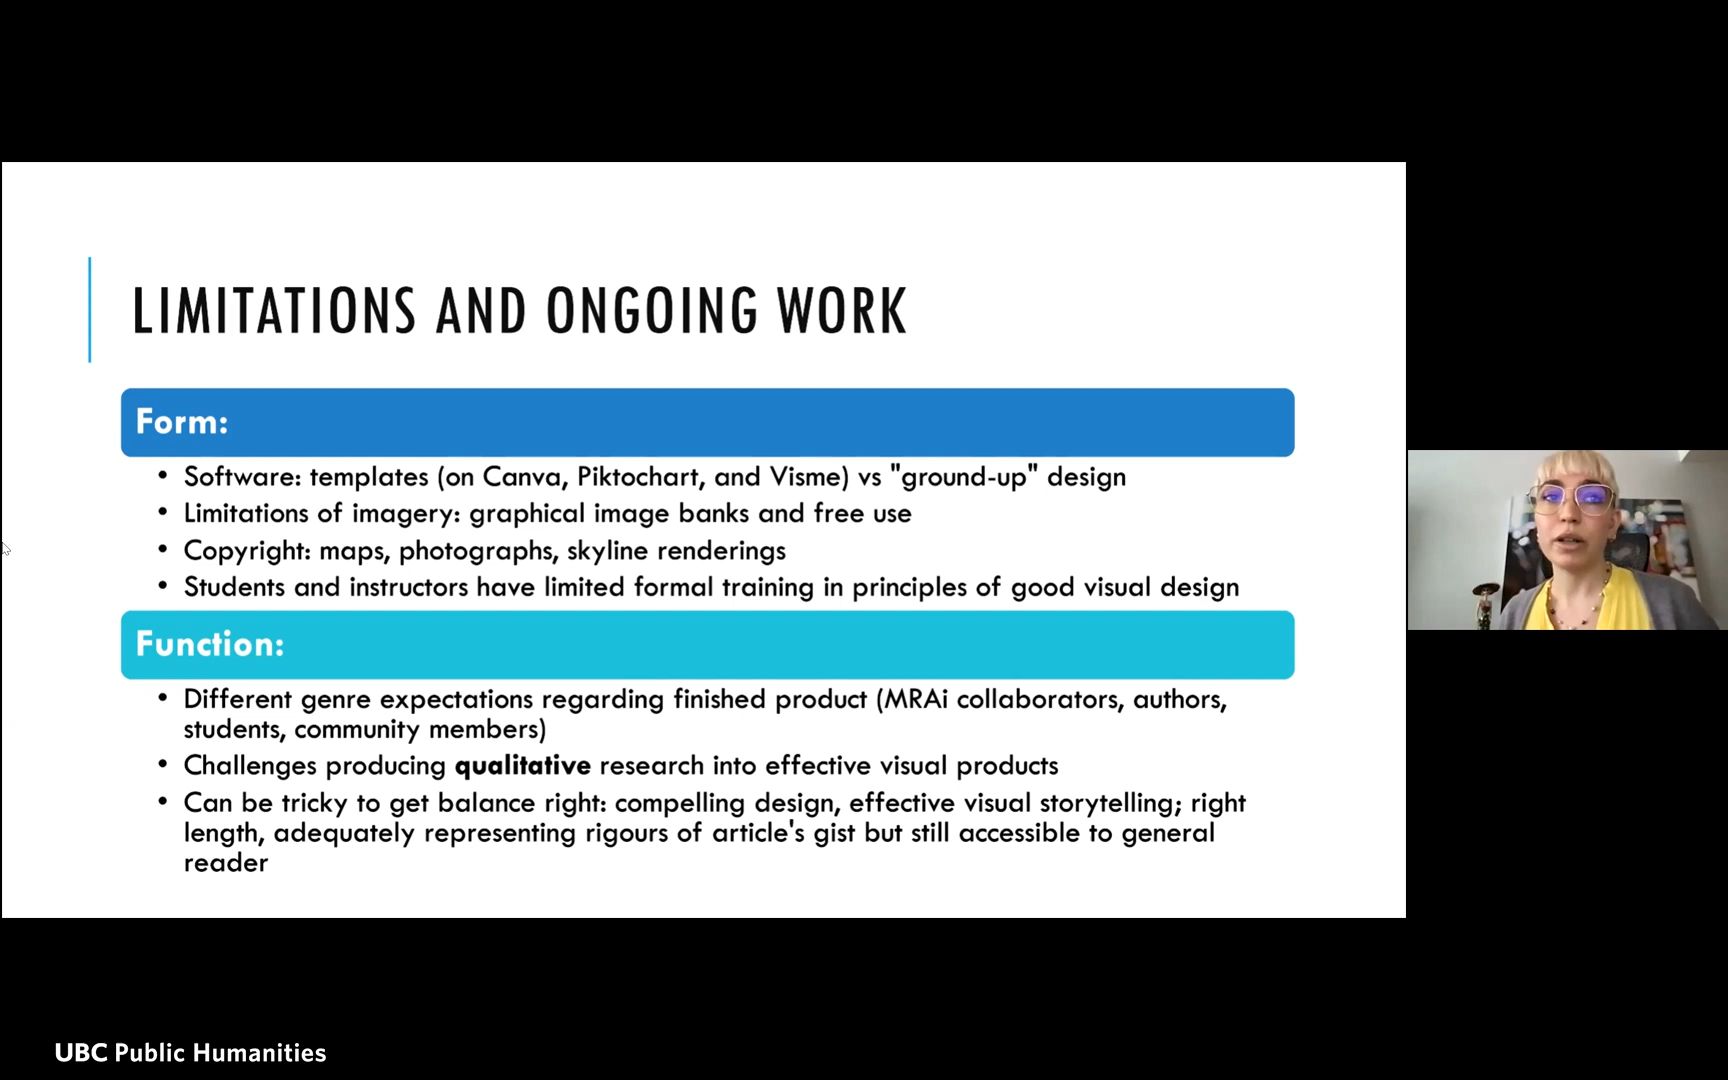 LIMITATIONS AND ONGOING WORK
Form:
• Software: templates (on Canva, Piktochart, and Visme) vs "ground-up" design
• Limitations of imagery: graphical image banks and free use
• Copyright: maps, photographs, skyline renderings
• Students and instructors have limited formal training in principles of good visual design
Function:
• Different genre expectations regarding finished product (MRAi collaborators, authors,
students, community members)
• Challenges producing qualitative research into effective visual products
• Can be tricky to get balance right: compelling design, effective visual storytelling; right
length, adequately representing rigours of article's gist but still accessible to general
reader
UBC Public Humanities